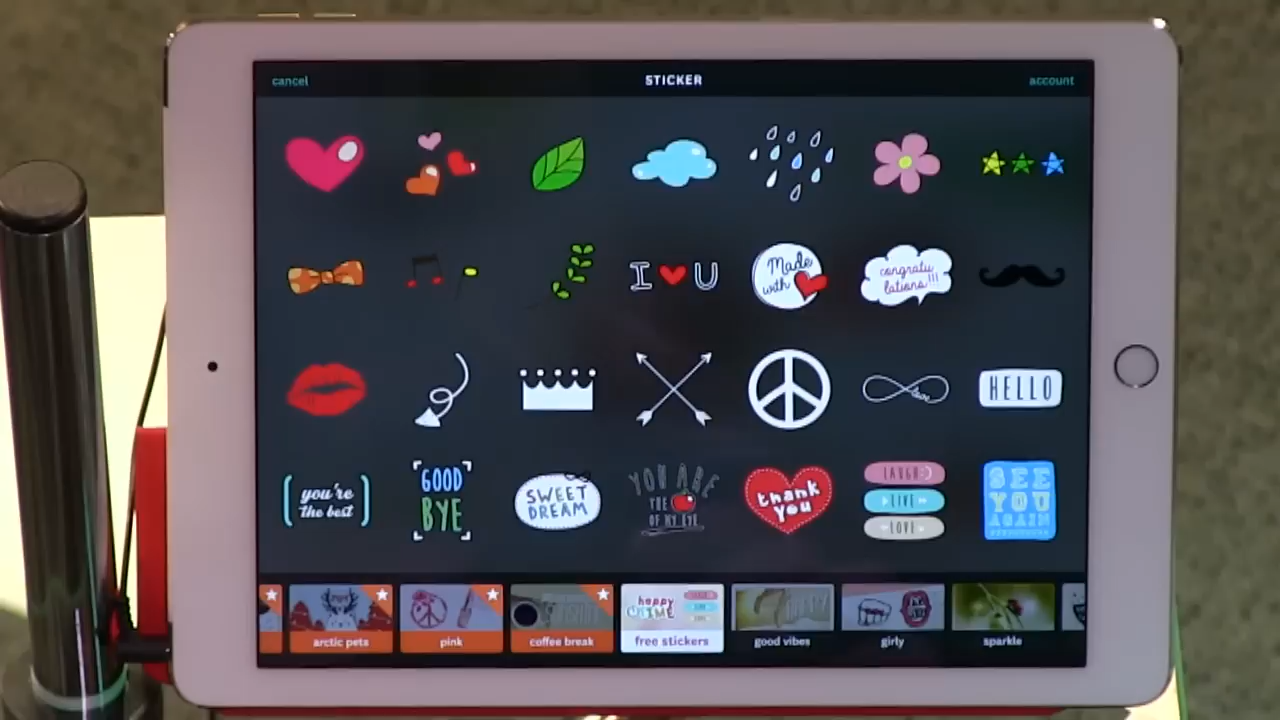 cancel
STICKER
account
I U
Made
with
congratu
lations!!!
love
HELLO
you're
the best
GOOD
BYE
SWEET
DREAM
YOU ARE
THE
OF MY EYE
thank
you
LAUGH
LIVE
LOVE
SEE
YOU
AGAIN
happy
TIME
arctic pets
pink
coffee break
free stickers
good vibes
girly
sparkle